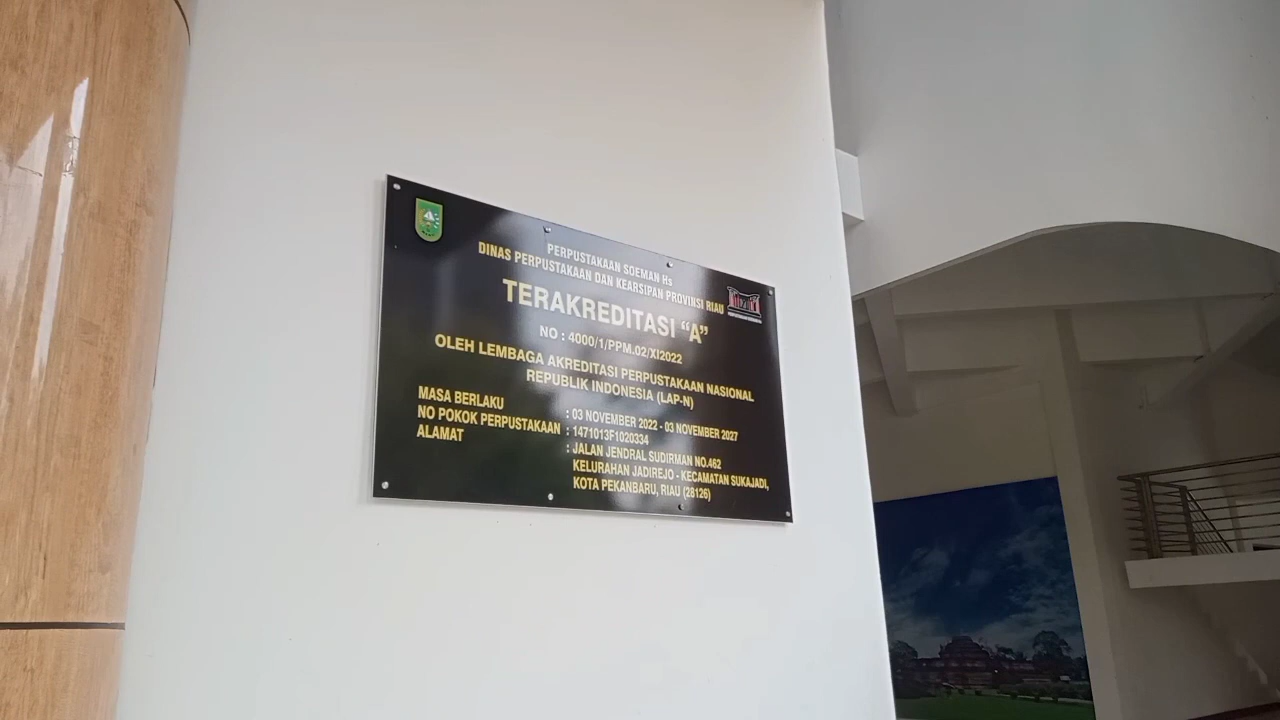 PERPUSTAKAAN SOEMAN Hs
DINAS PERPUSTAKAAN DAN KEARSIPAN PROVINSI RIAU
TERAKREDITASI “A”
NO : 4000/1/PPM.02/XI2022
OLEH LEMBAGA AKREDITASI PERPUSTAKAAN NASIONAL
REPUBLIK INDONESIA (LAP-N)
MASA BERLAKU : 03 NOVEMBER 2022 - 03 NOVEMBER 2027
NO POKOK PERPUSTAKAAN : 1471013F1020334
ALAMAT : JALAN JENDRAL SUDIRMAN NO.462
KELURAHAN JADIREJO - KECAMATAN SUKAJADI,
KOTA PEKANBARU, RIAU (28126)